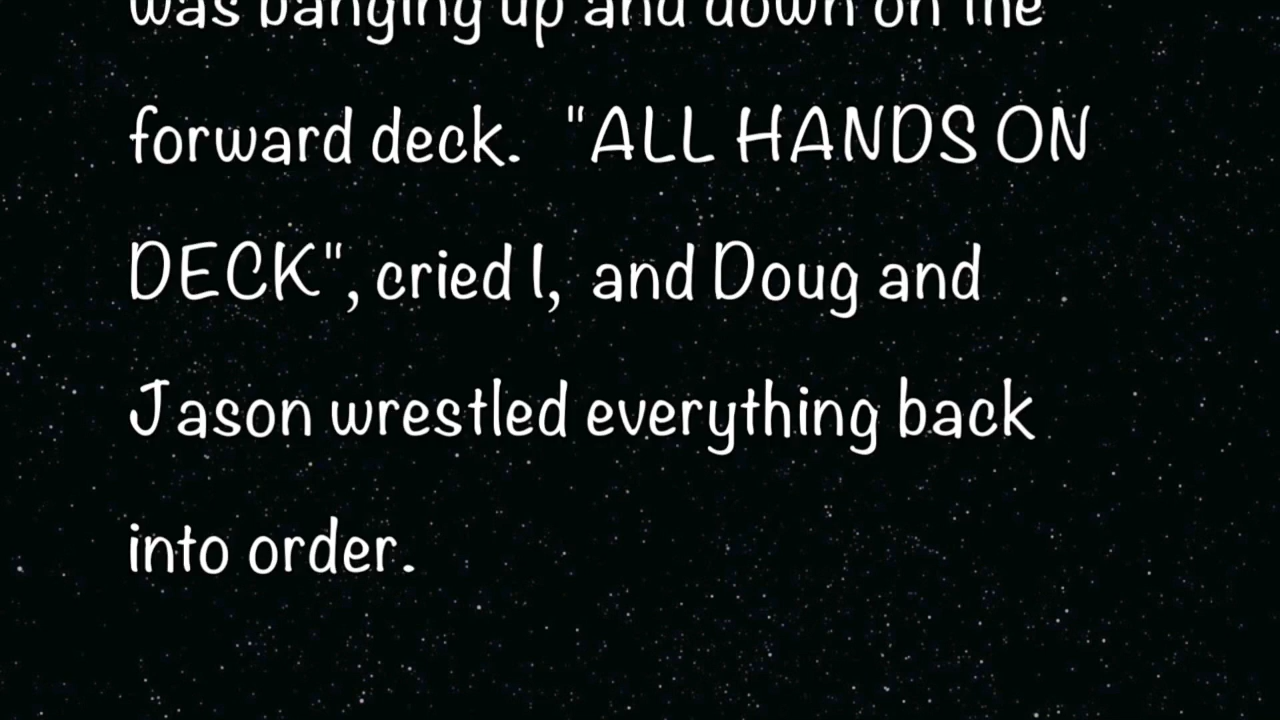 was banging up and down on the
forward deck.   "ALL HANDS ON
DECK", cried I,  and Doug and
Jason wrestled everything back
into order.